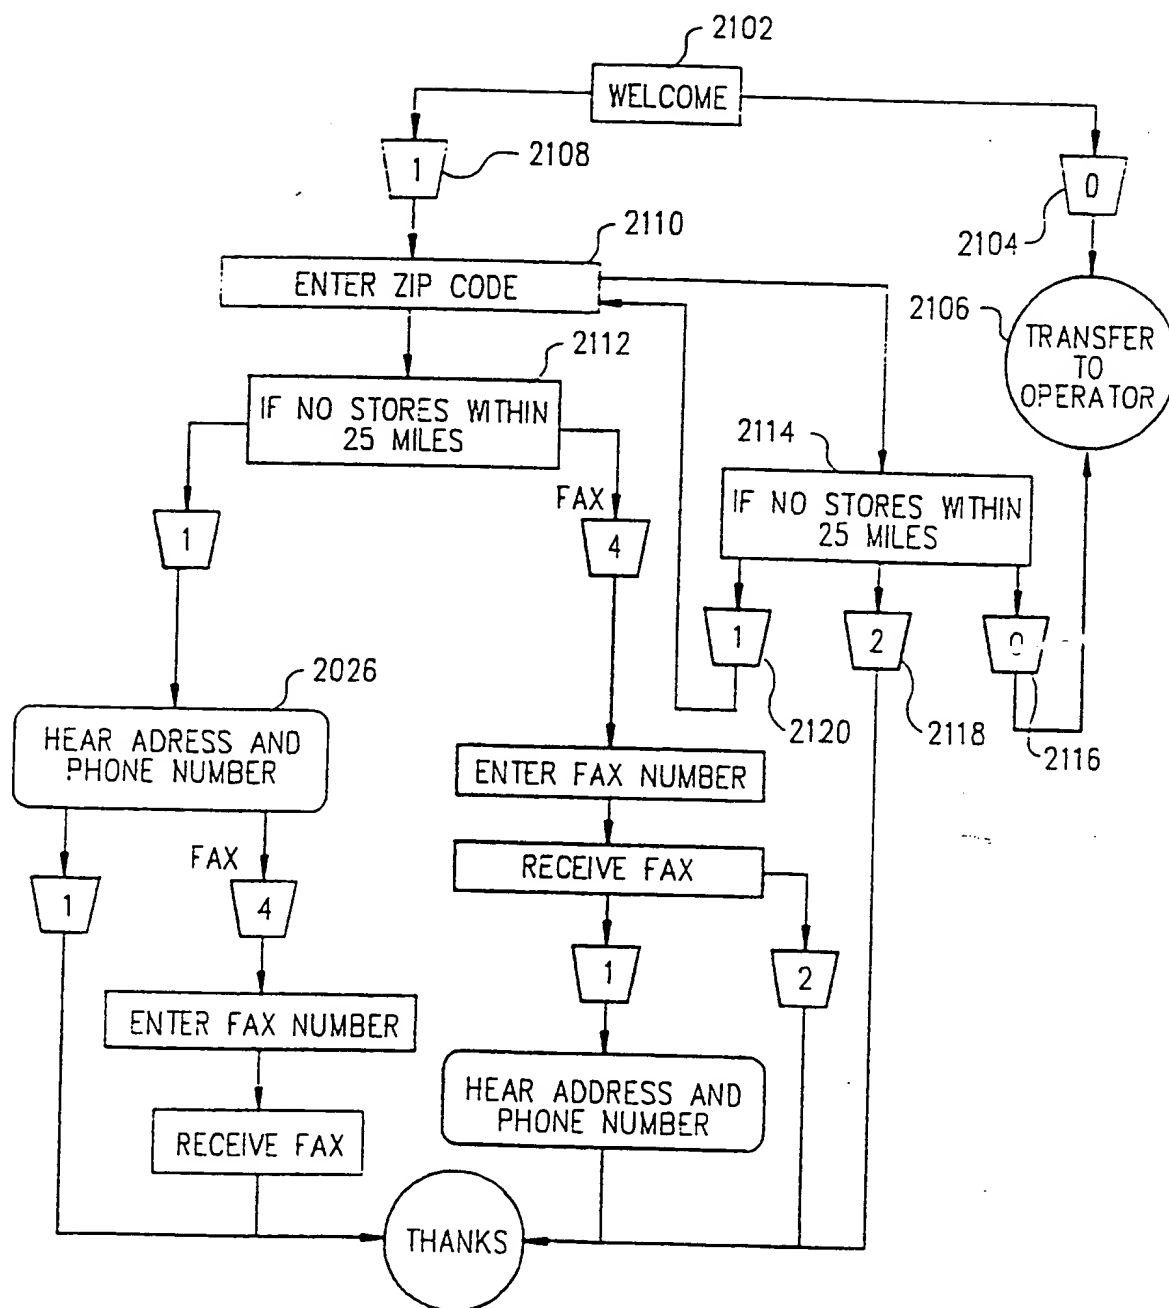 2102
WELCOME
1
2108
0
2104
2110
ENTER ZIP CODE
2106
TRANSFER
TO
OPERATOR
2112
IF NO STORES WITHIN
25 MILES
2114
IF NO STORES WITHIN
25 MILES
1
FAX
4
1
2
0
2120
2118
2116
2026
HEAR ADRESS AND
PHONE NUMBER
ENTER FAX NUMBER
RECEIVE FAX
1
FAX
4
1
2
ENTER FAX NUMBER
HEAR ADDRESS AND
PHONE NUMBER
RECEIVE FAX
THANKS